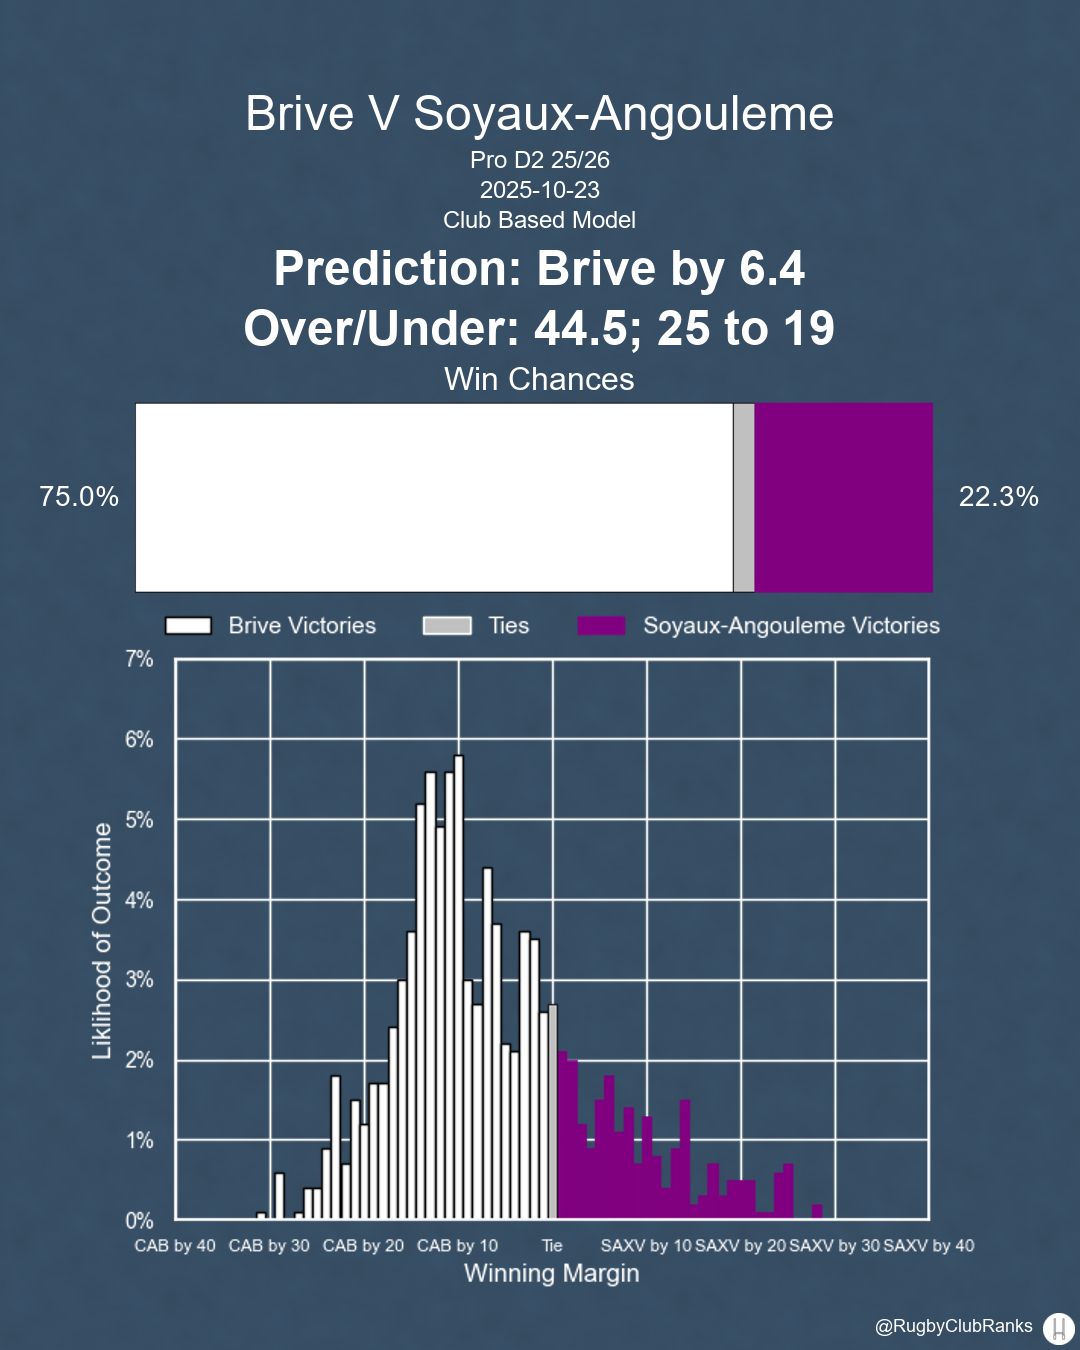 Brive V Soyaux-Angouleme
Pro D2 25/26
2025-10-23
Club Based Model
Prediction: Brive by 6.4
Over/Under: 44.5; 25 to 19
Win Chances
75.0%
22.3%
Brive Victories
Ties
Soyaux-Angouleme Victories
7%
6%
5%
4%
3%
2%
1%
0%
Liklihood of Outcome
CAB by 40 CAB by 30 CAB by 20 CAB by 10 Tie SAXV by 10 SAXV by 20 SAXV by 30 SAXV by 40
Winning Margin
@RugbyClubRanks